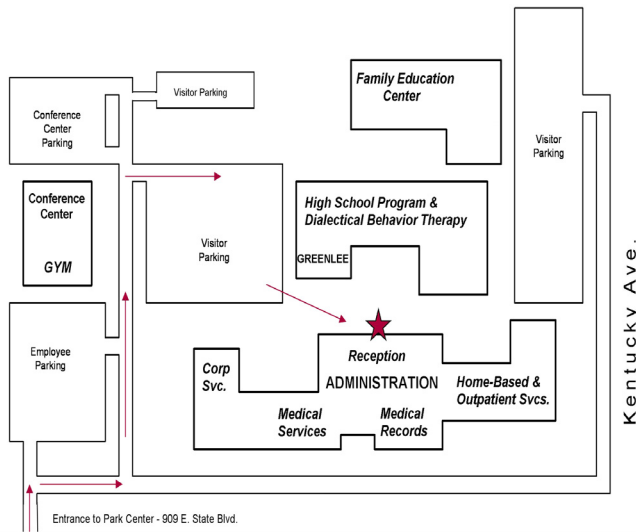 Family Education
Center
Visitor Parking
Conference
Center
Parking
Visitor
Parking
Conference
Center
GYM
High School Program &
Dialectical Behavior Therapy
GREENLEE
Visitor
Parking
Kentucky Ave.
Employee
Parking
Reception
Corp
Svc.
ADMINISTRATION
Home-Based &
Outpatient Svcs.
Medical
Services
Medical
Records
Entrance to Park Center - 909 E. State Blvd.